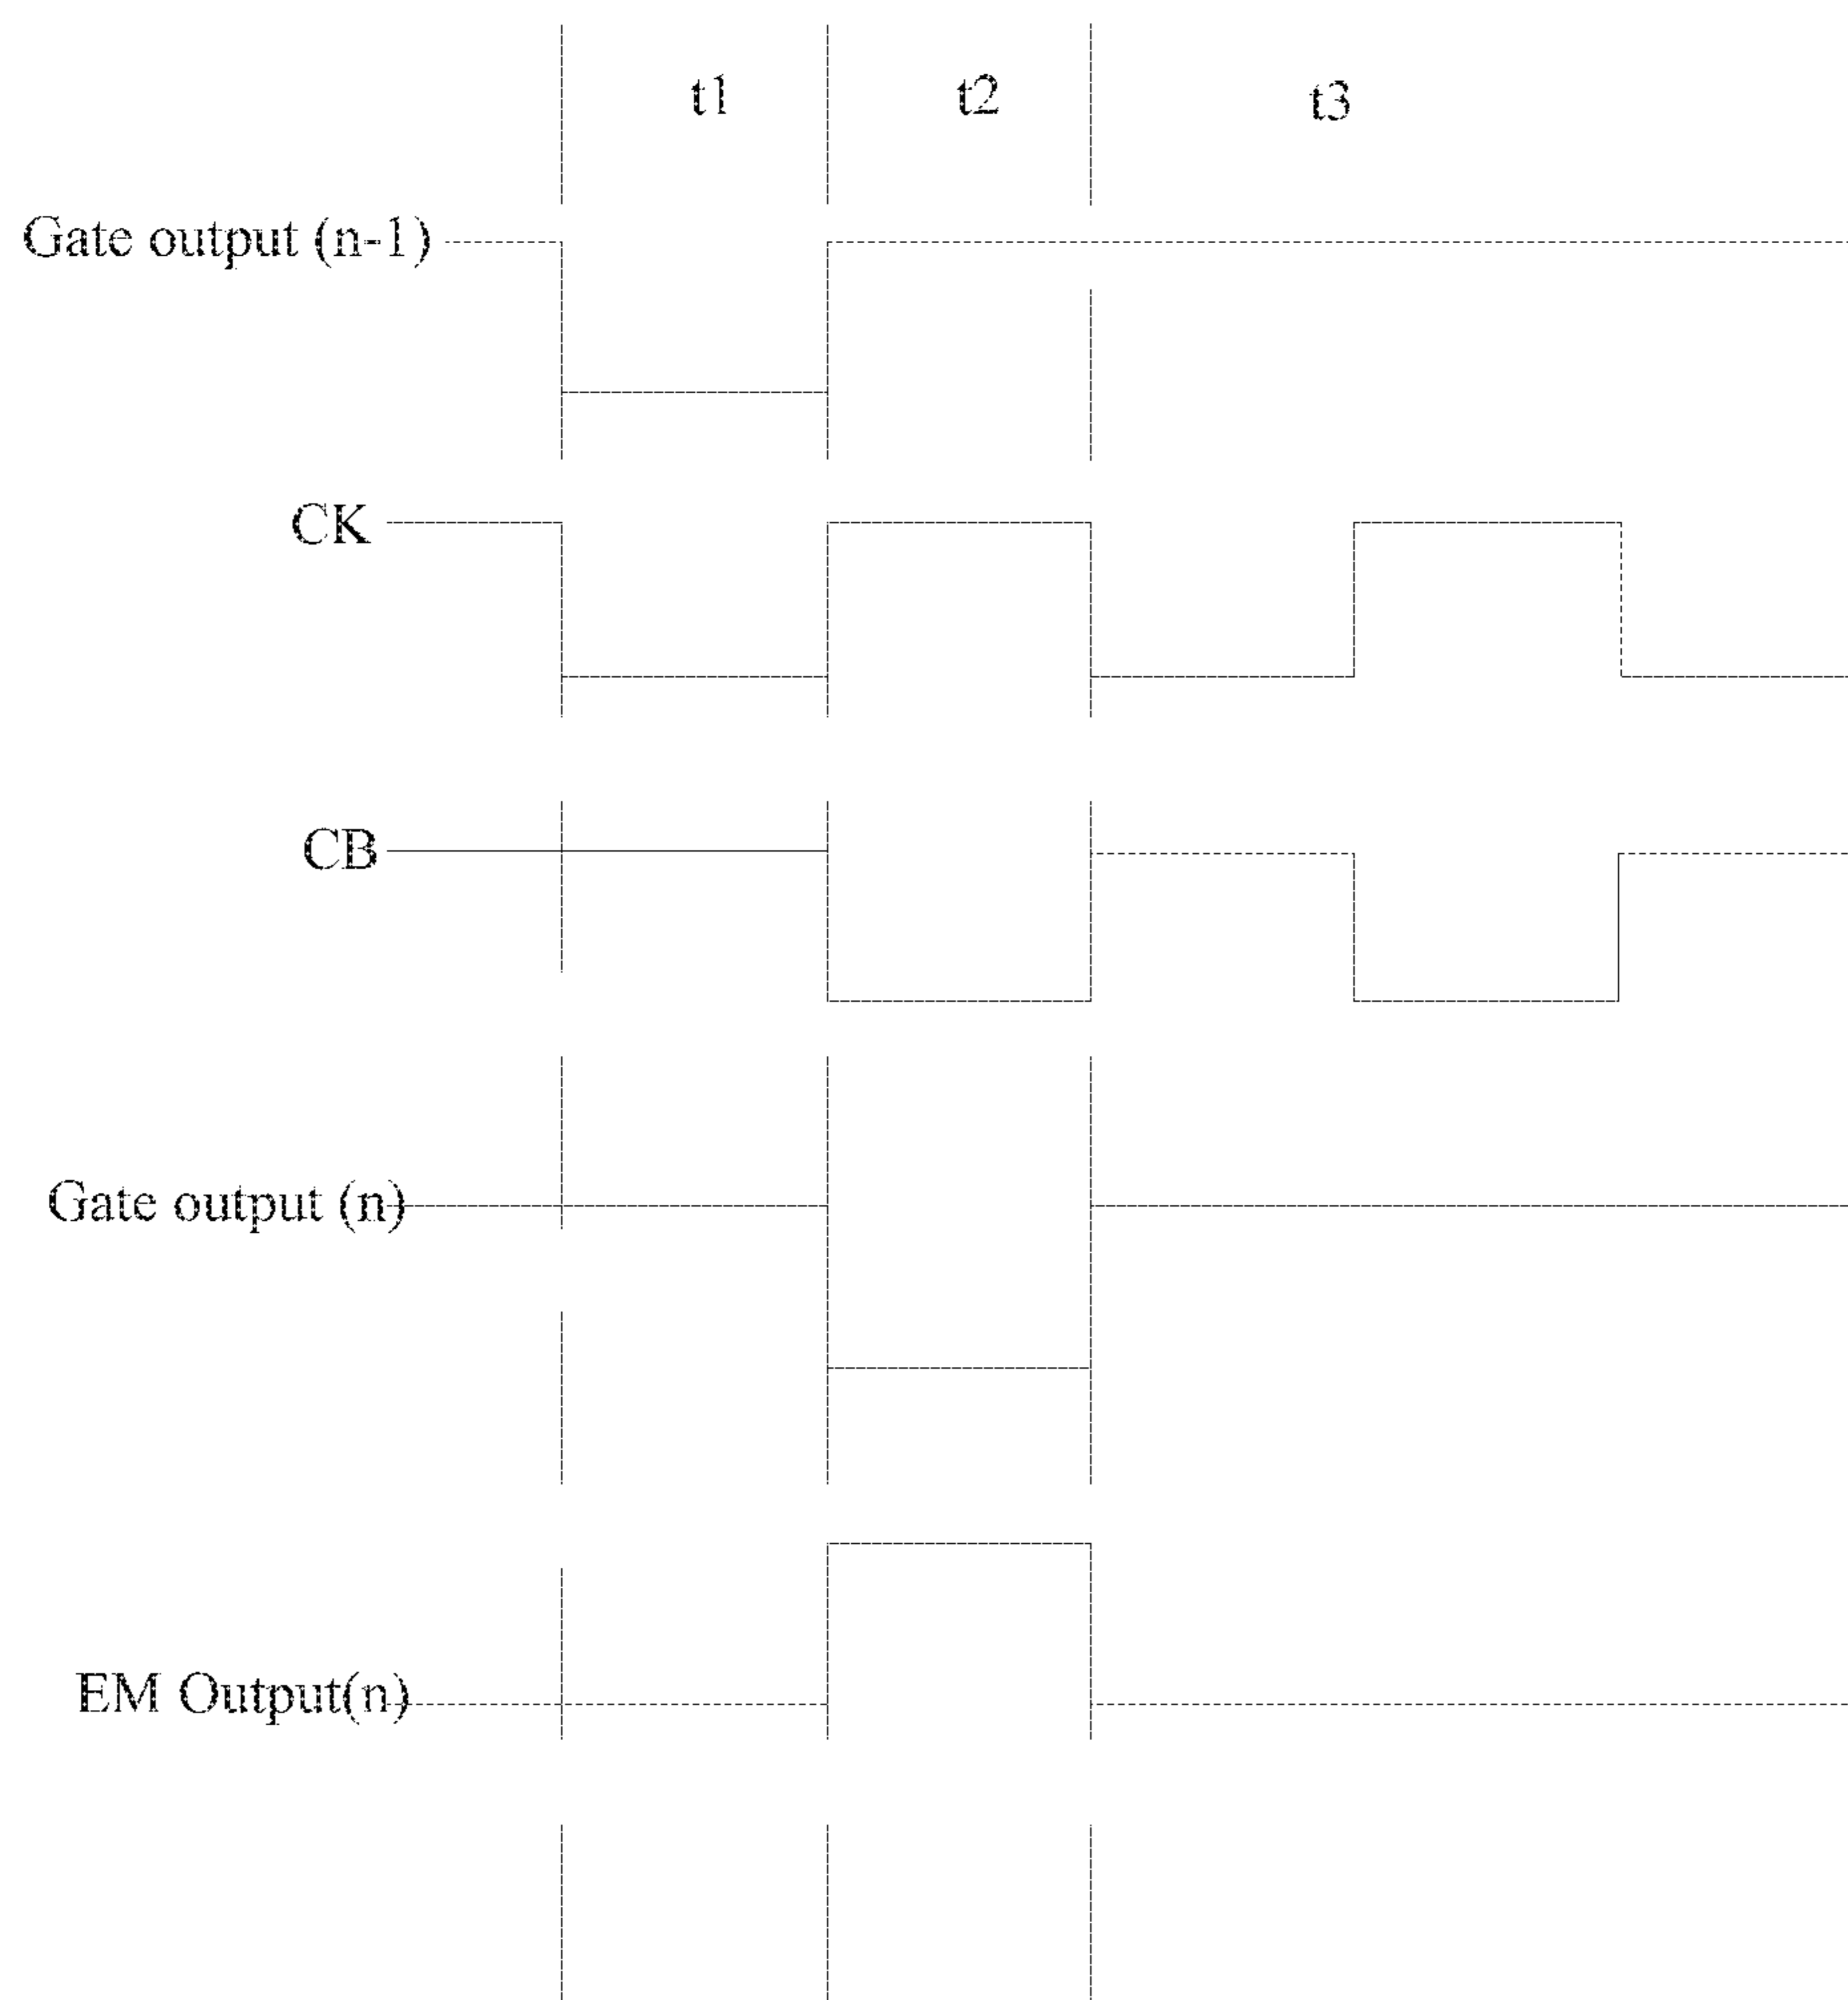 t1 t2 t3
Gate output (n-1)
CK
CB
Gate output (n)
EM Output(n)